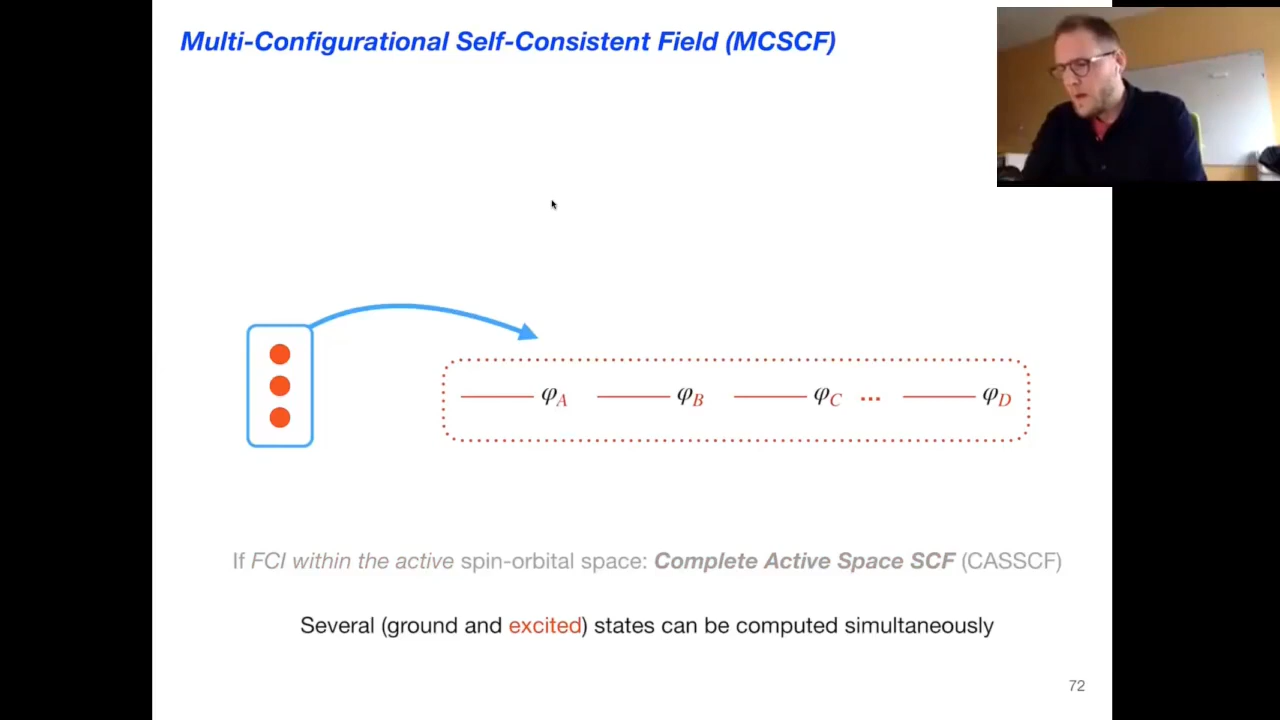 Multi-Configurational Self-Consistent Field (MCSCF)
φA φB φC ... φD
If FCI within the active spin-orbital space: Complete Active Space SCF (CASSCF)
Several (ground and excited) states can be computed simultaneously
72